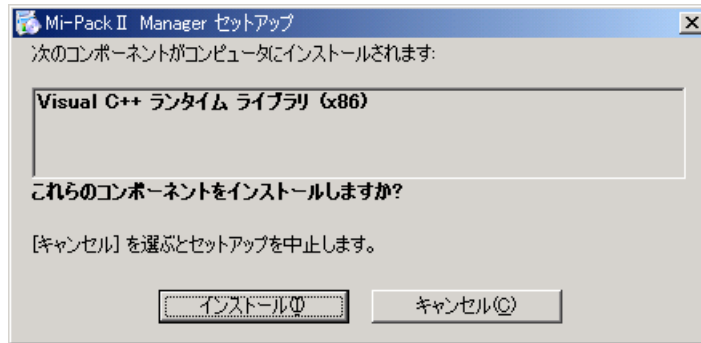 Mi-PackⅡ Manager セットアップ
次のコンポーネントがコンピュータにインストールされます:
Visual C++ ランタイム ライブラリ (x86)
これらのコンポーネントをインストールしますか?
[キャンセル] を選ぶとセットアップを中止します。
インストール(I)
キャンセル(C)